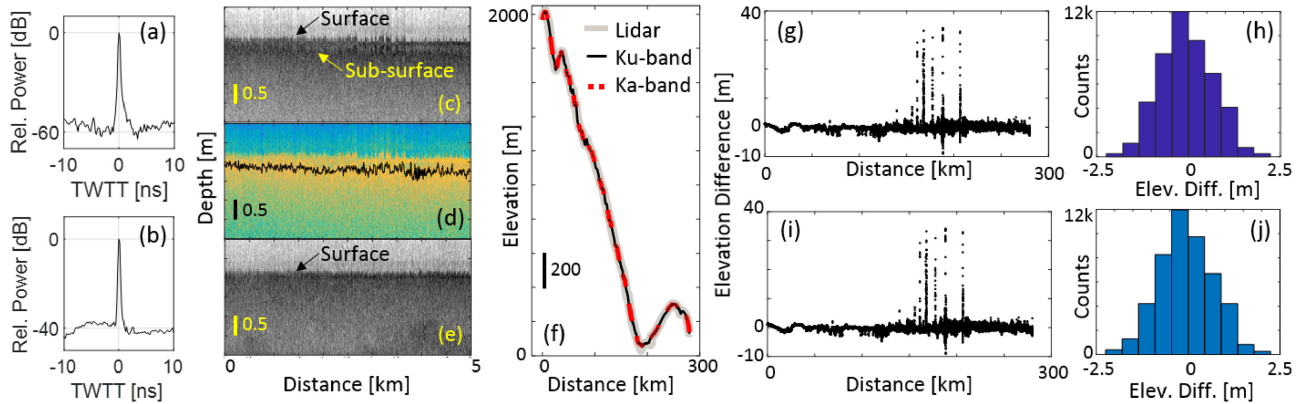 (a)
Rel. Power [dB]
0
-60
-10
0
10
TWTT [ns]
(b)
Rel. Power [dB]
0
-40
-10
0
10
TWTT [ns]
Depth [m]
Surface
Sub-surface
0.5
(c)
0.5
(d)
Surface
0.5
(e)
0
5
Distance [km]
Elevation [m]
2000
0
Lidar
Ku-band
Ka-band
200
(f)
0
300
Distance [km]
Elevation Difference [m]
40
0
-10
(g)
0
300
Distance [km]
40
0
-10
(i)
0
300
Distance [km]
Counts
12k
0
(h)
-2.5
0
2.5
Elev. Diff. [m]
Counts
12k
0
(j)
-2.5
0
2.5
Elev. Diff. [m]